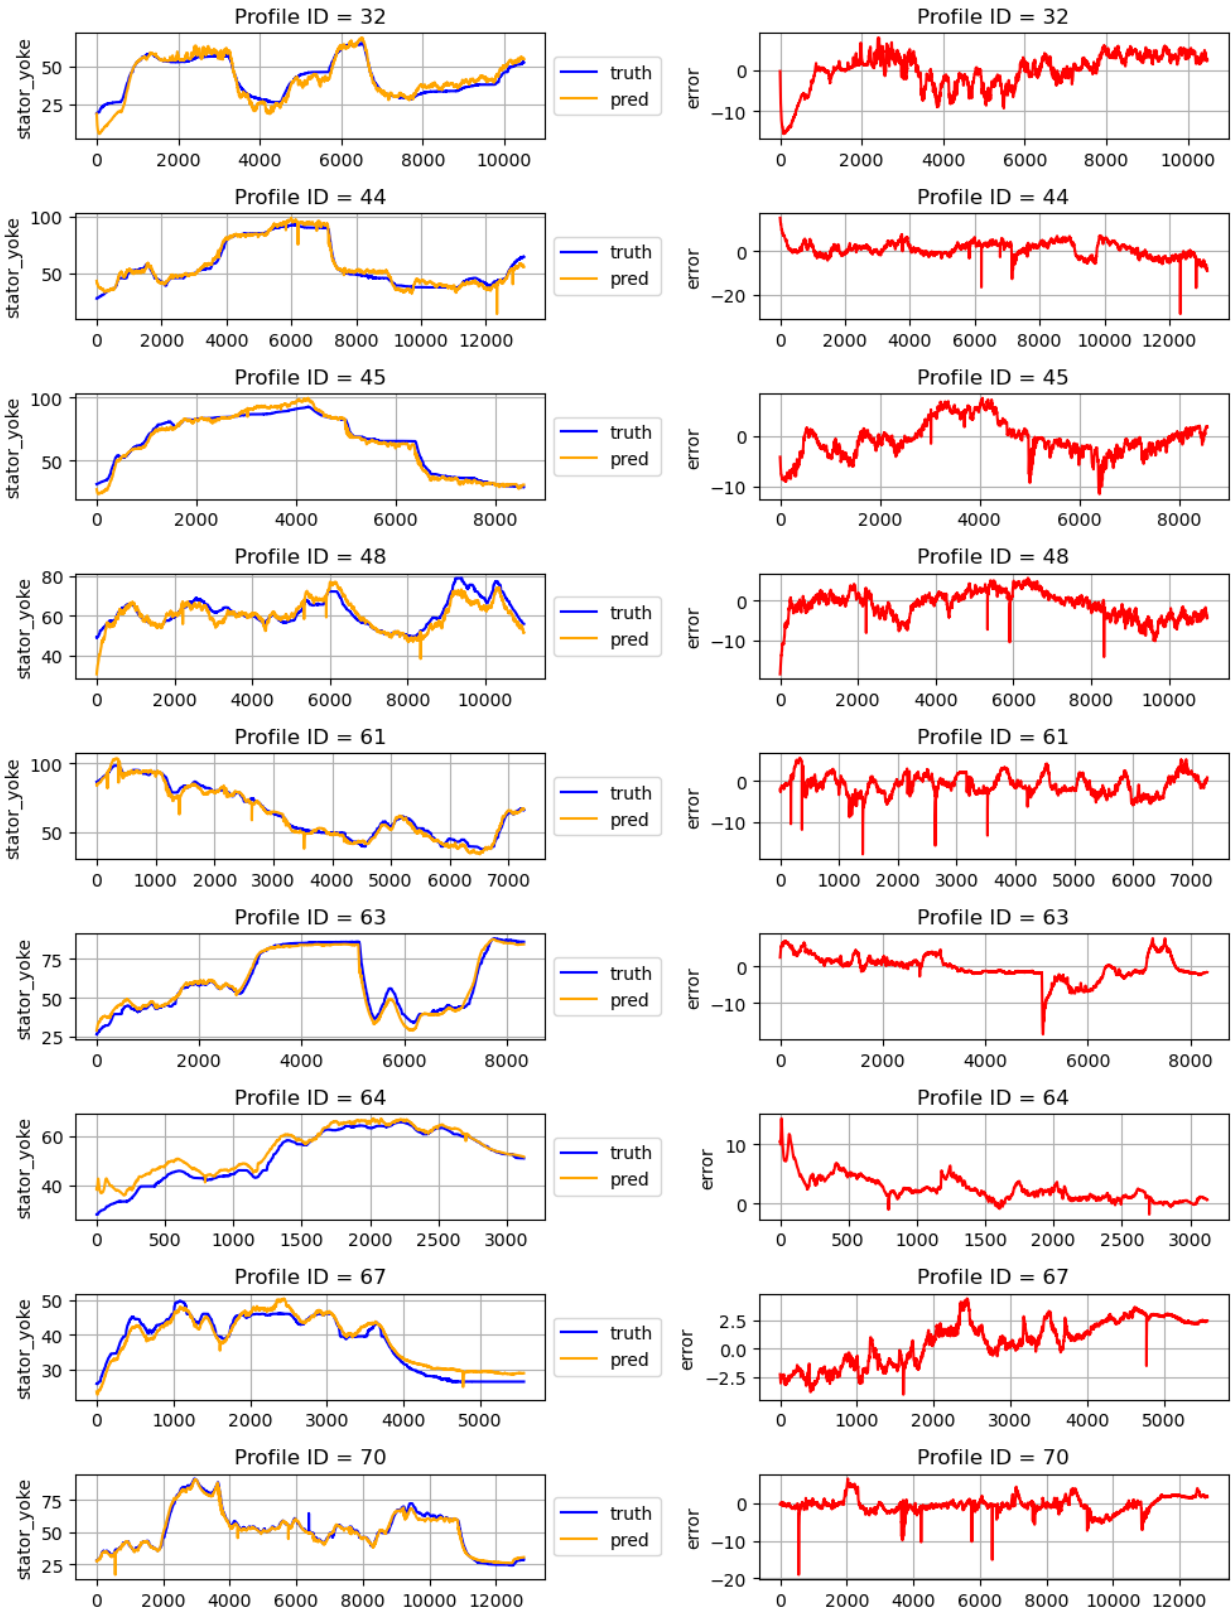 Profile ID = 32
Profile ID = 32
stator_yoke
50
25
0 2000 4000 6000 8000 10000
truth
pred
error
0
−10
0 2000 4000 6000 8000 10000
Profile ID = 44
Profile ID = 44
stator_yoke
100
50
0 2000 4000 6000 8000 10000 12000
truth
pred
error
0
−20
0 2000 4000 6000 8000 10000 12000
Profile ID = 45
Profile ID = 45
stator_yoke
100
50
0 2000 4000 6000 8000
truth
pred
error
0
−10
0 2000 4000 6000 8000
Profile ID = 48
Profile ID = 48
stator_yoke
80
60
40
0 2000 4000 6000 8000 10000
truth
pred
error
0
−10
0 2000 4000 6000 8000 10000
Profile ID = 61
Profile ID = 61
stator_yoke
100
50
0 1000 2000 3000 4000 5000 6000 7000
truth
pred
error
0
−10
0 1000 2000 3000 4000 5000 6000 7000
Profile ID = 63
Profile ID = 63
stator_yoke
75
50
25
0 2000 4000 6000 8000
truth
pred
error
0
−10
0 2000 4000 6000 8000
Profile ID = 64
Profile ID = 64
stator_yoke
60
40
0 500 1000 1500 2000 2500 3000
truth
pred
error
10
0
0 500 1000 1500 2000 2500 3000
Profile ID = 67
Profile ID = 67
stator_yoke
50
40
30
0 1000 2000 3000 4000 5000
truth
pred
error
2.5
0.0
−2.5
0 1000 2000 3000 4000 5000
Profile ID = 70
Profile ID = 70
stator_yoke
75
50
25
0 2000 4000 6000 8000 10000 12000
truth
pred
error
0
−10
−20
0 2000 4000 6000 8000 10000 12000